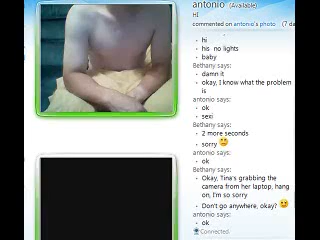 antonio (Available)
HI
commented on antonio's photo (7 da
hi
his no lights
baby
Bethany says:
damn it
okay, I know what the problem
is
antonio says:
ok
sexi
Bethany says:
2 more seconds
sorry
antonio says:
ok
Bethany says:
Okay, Tina's grabbing the
camera from her laptop, hang
on, I'm so sorry
Don't go anywhere, okay?
antonio says:
ok
Connected.